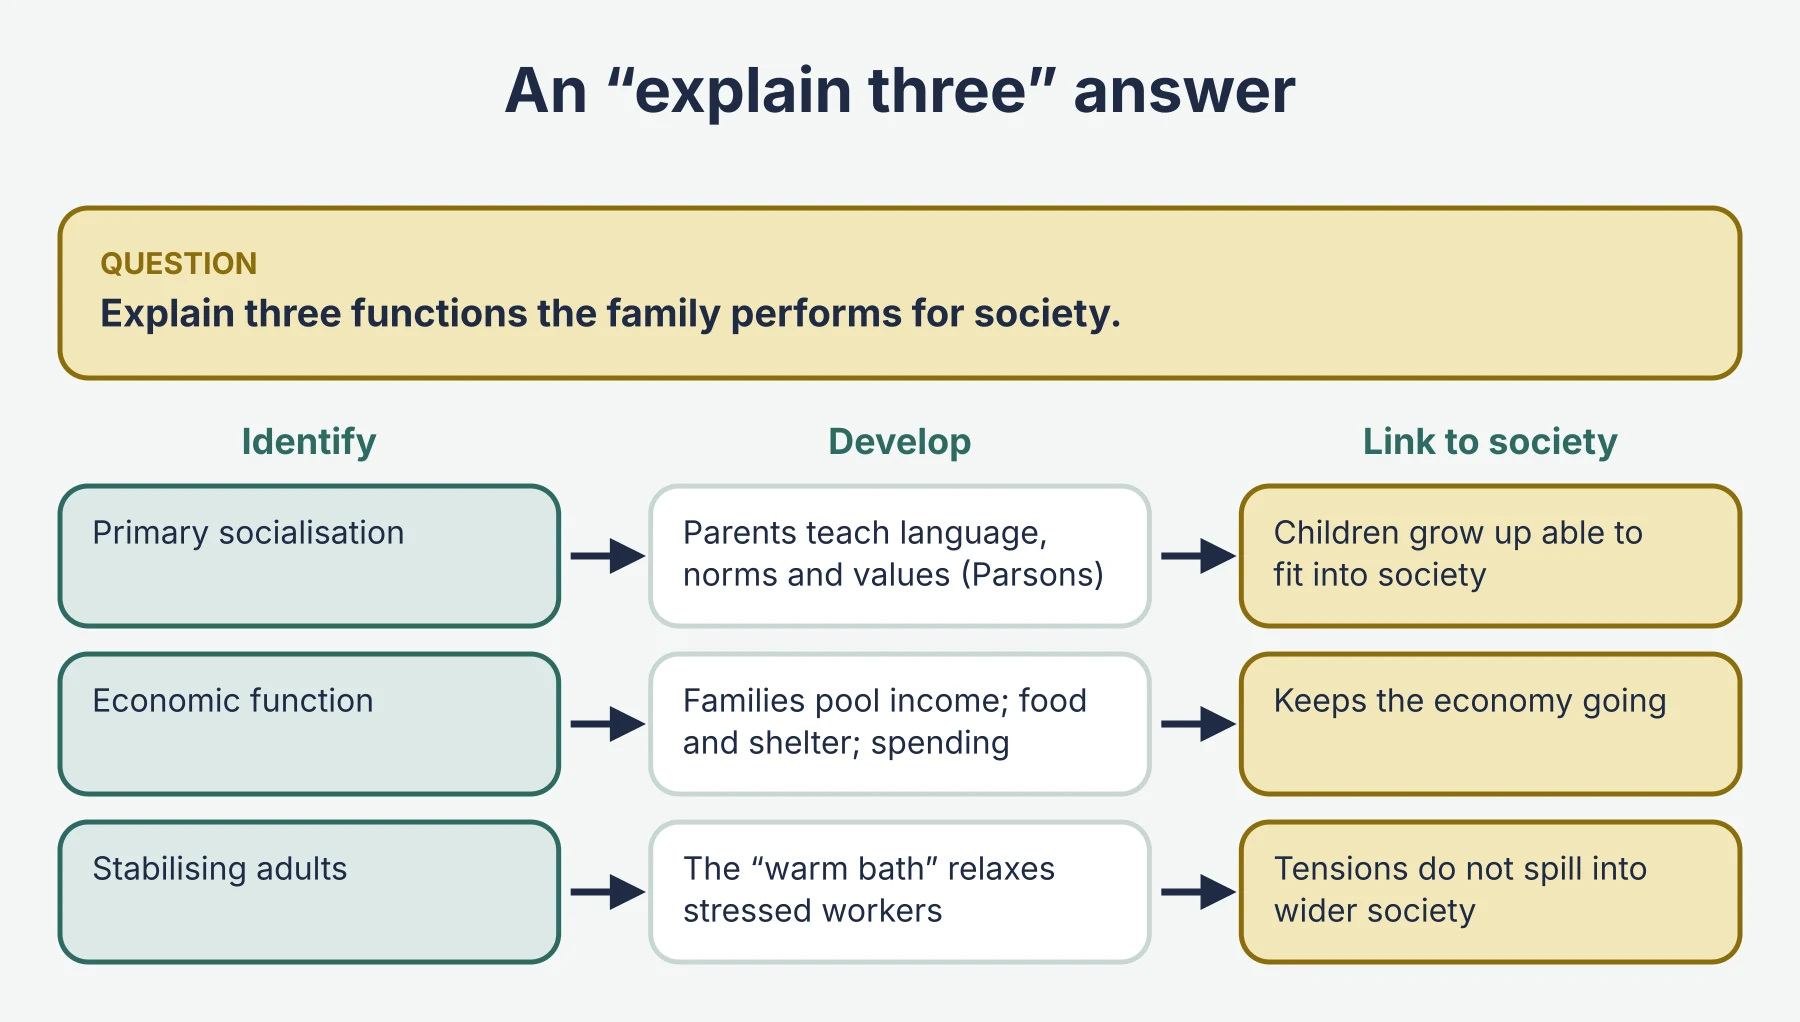 An “explain three” answer
QUESTION
Explain three functions the family performs for society.
Identify
Develop
Link to society
Primary socialisation
Parents teach language,
norms and values (Parsons)
Children grow up able to
fit into society
Economic function
Families pool income; food
and shelter; spending
Keeps the economy going
Stabilising adults
The “warm bath” relaxes
stressed workers
Tensions do not spill into
wider society